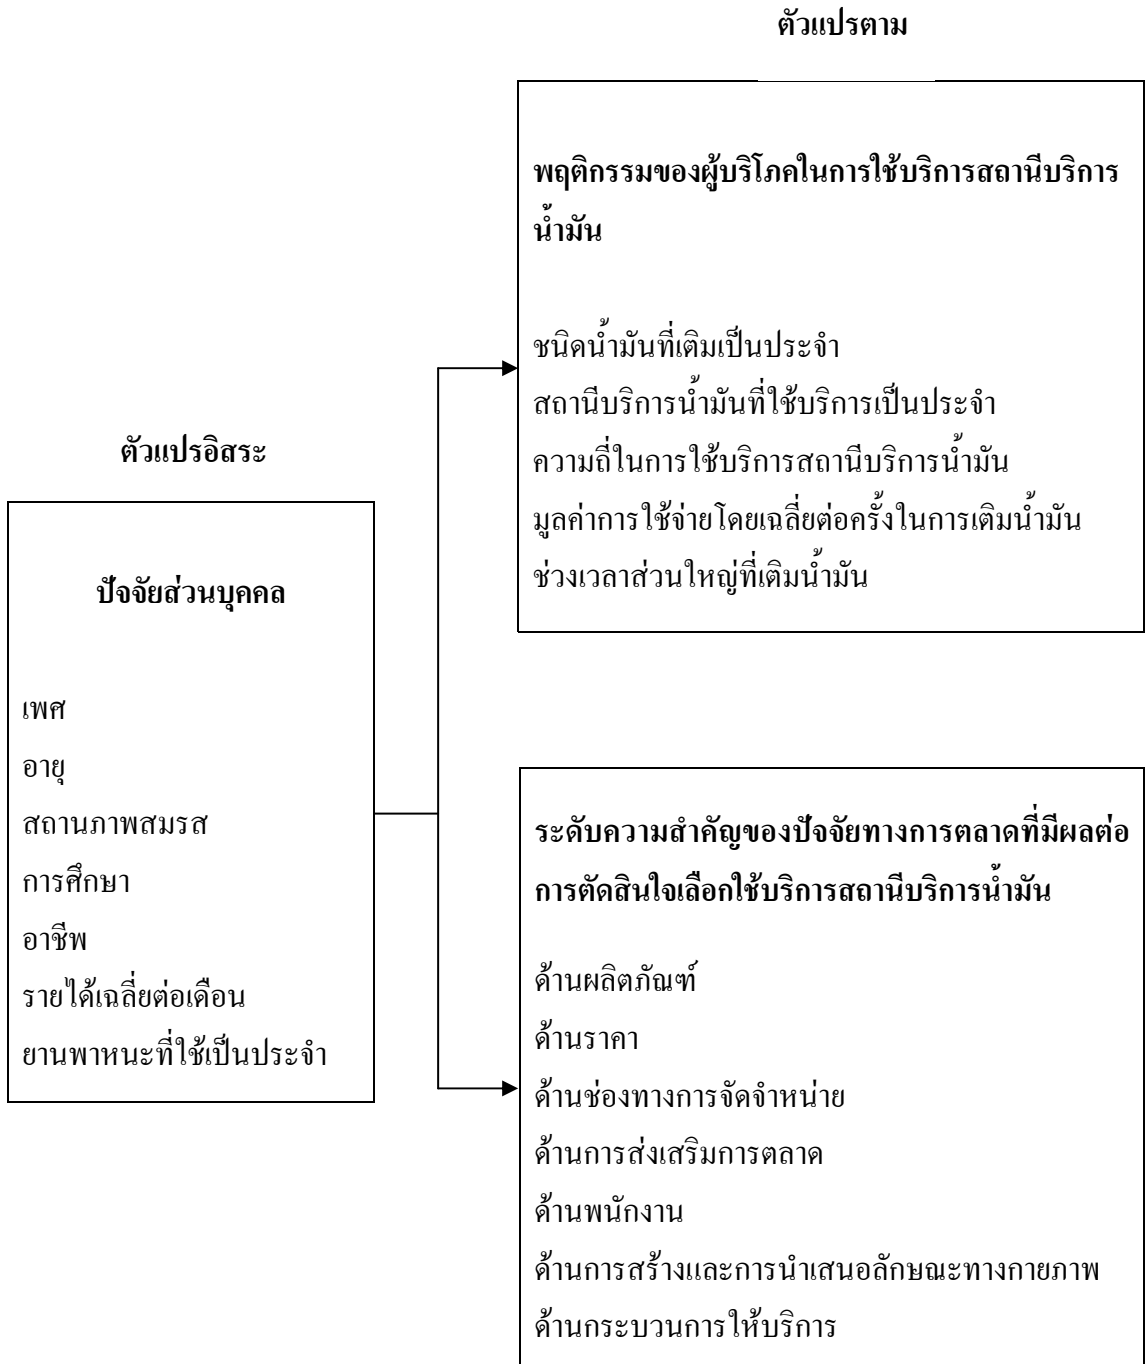 ตัวแปรตาม
พฤติกรรมของผู้บริโภคในการใช้บริการสถานีบริการ
น้ำมัน
ชนิดน้ำมันที่เติมเป็นประจำ
สถานีบริการน้ำมันที่ใช้บริการเป็นประจำ
ความถี่ในการใช้บริการสถานีบริการน้ำมัน
มูลค่าการใช้จ่ายโดยเฉลี่ยต่อครั้งในการเติมน้ำมัน
ช่วงเวลาส่วนใหญ่ที่เติมน้ำมัน
ตัวแปรอิสระ
ปัจจัยส่วนบุคคล
เพศ
อายุ
สถานภาพสมรส
การศึกษา
อาชีพ
รายได้เฉลี่ยต่อเดือน
ยานพาหนะที่ใช้เป็นประจำ
ระดับความสำคัญของปัจจัยทางการตลาดที่มีผลต่อ
การตัดสินใจเลือกใช้บริการสถานีบริการน้ำมัน
ด้านผลิตภัณฑ์
ด้านราคา
ด้านช่องทางการจัดจำหน่าย
ด้านการส่งเสริมการตลาด
ด้านพนักงาน
ด้านการสร้างและการนำเสนอลักษณะทางกายภาพ
ด้านกระบวนการให้บริการ